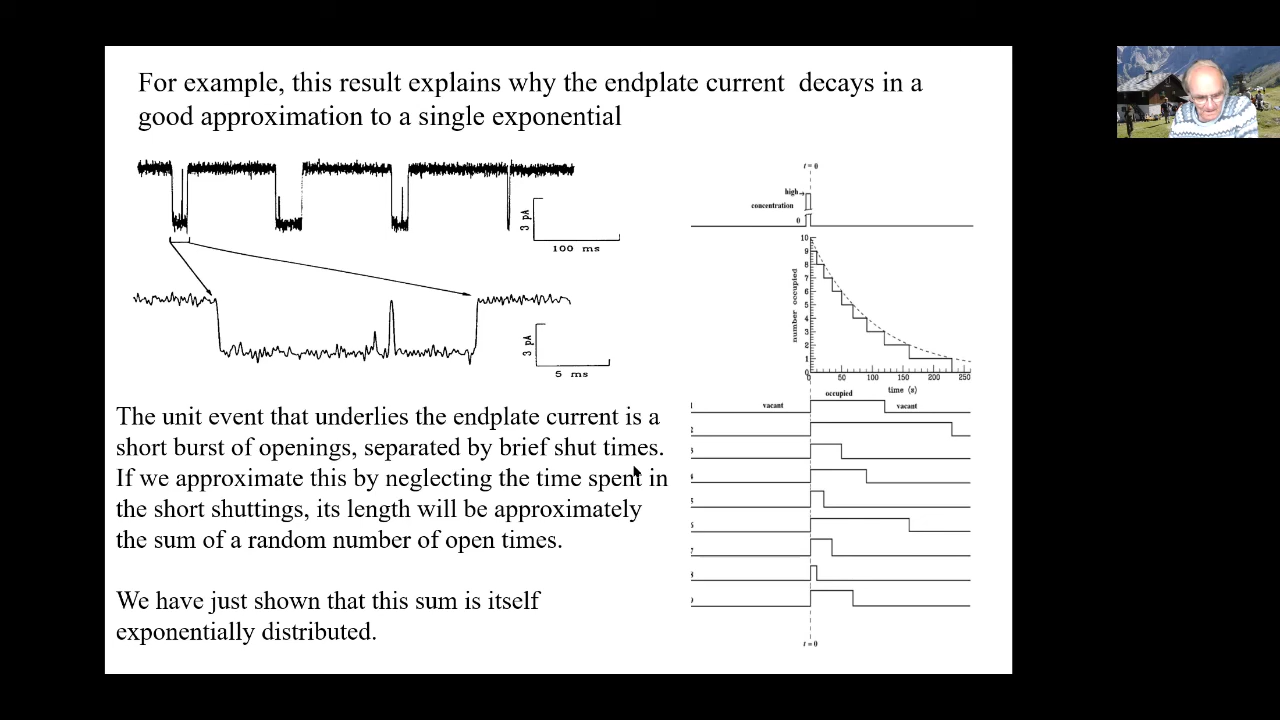 For example, this result explains why the endplate current decays in a
good approximation to a single exponential
3 pA
100 ms
3 pA
5 ms
The unit event that underlies the endplate current is a
short burst of openings, separated by brief shut times.
If we approximate this by neglecting the time spent in
the short shuttings, its length will be approximately
the sum of a random number of open times.
We have just shown that this sum is itself
exponentially distributed.
t = 0
high
concentration
0
10
9
8
7
6
5
4
3
2
1
0
number occupied
0 50 100 150 200 250
time (s)
occupied
vacant
vacant
1
2
6
7
t = 0